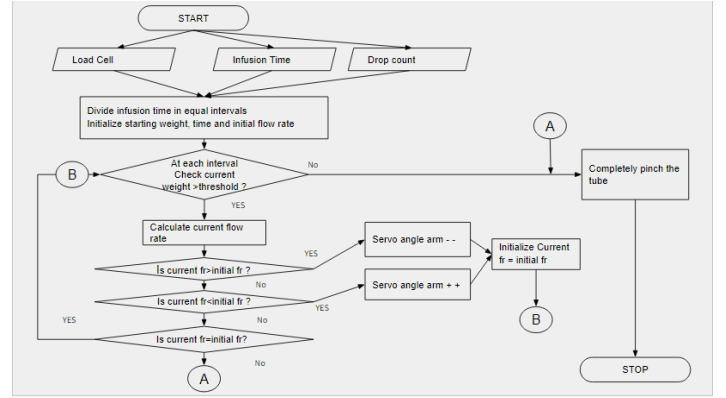 START
Load Cell
Infusion Time
Drop count
Divide infusion time in equal intervals
Initialize starting weight, time and initial flow rate
A
B
At each interval
Check current
weight >threshold ?
No
Completely pinch the
tube
YES
Calculate current flow
rate
YES
Servo angle arm - -
Initialize Current
fr = initial fr
Is current fr>initial fr ?
No
Servo angle arm + +
Is current fr<initial fr ?
YES
B
YES
No
Is current fr=initial fr?
No
A
STOP